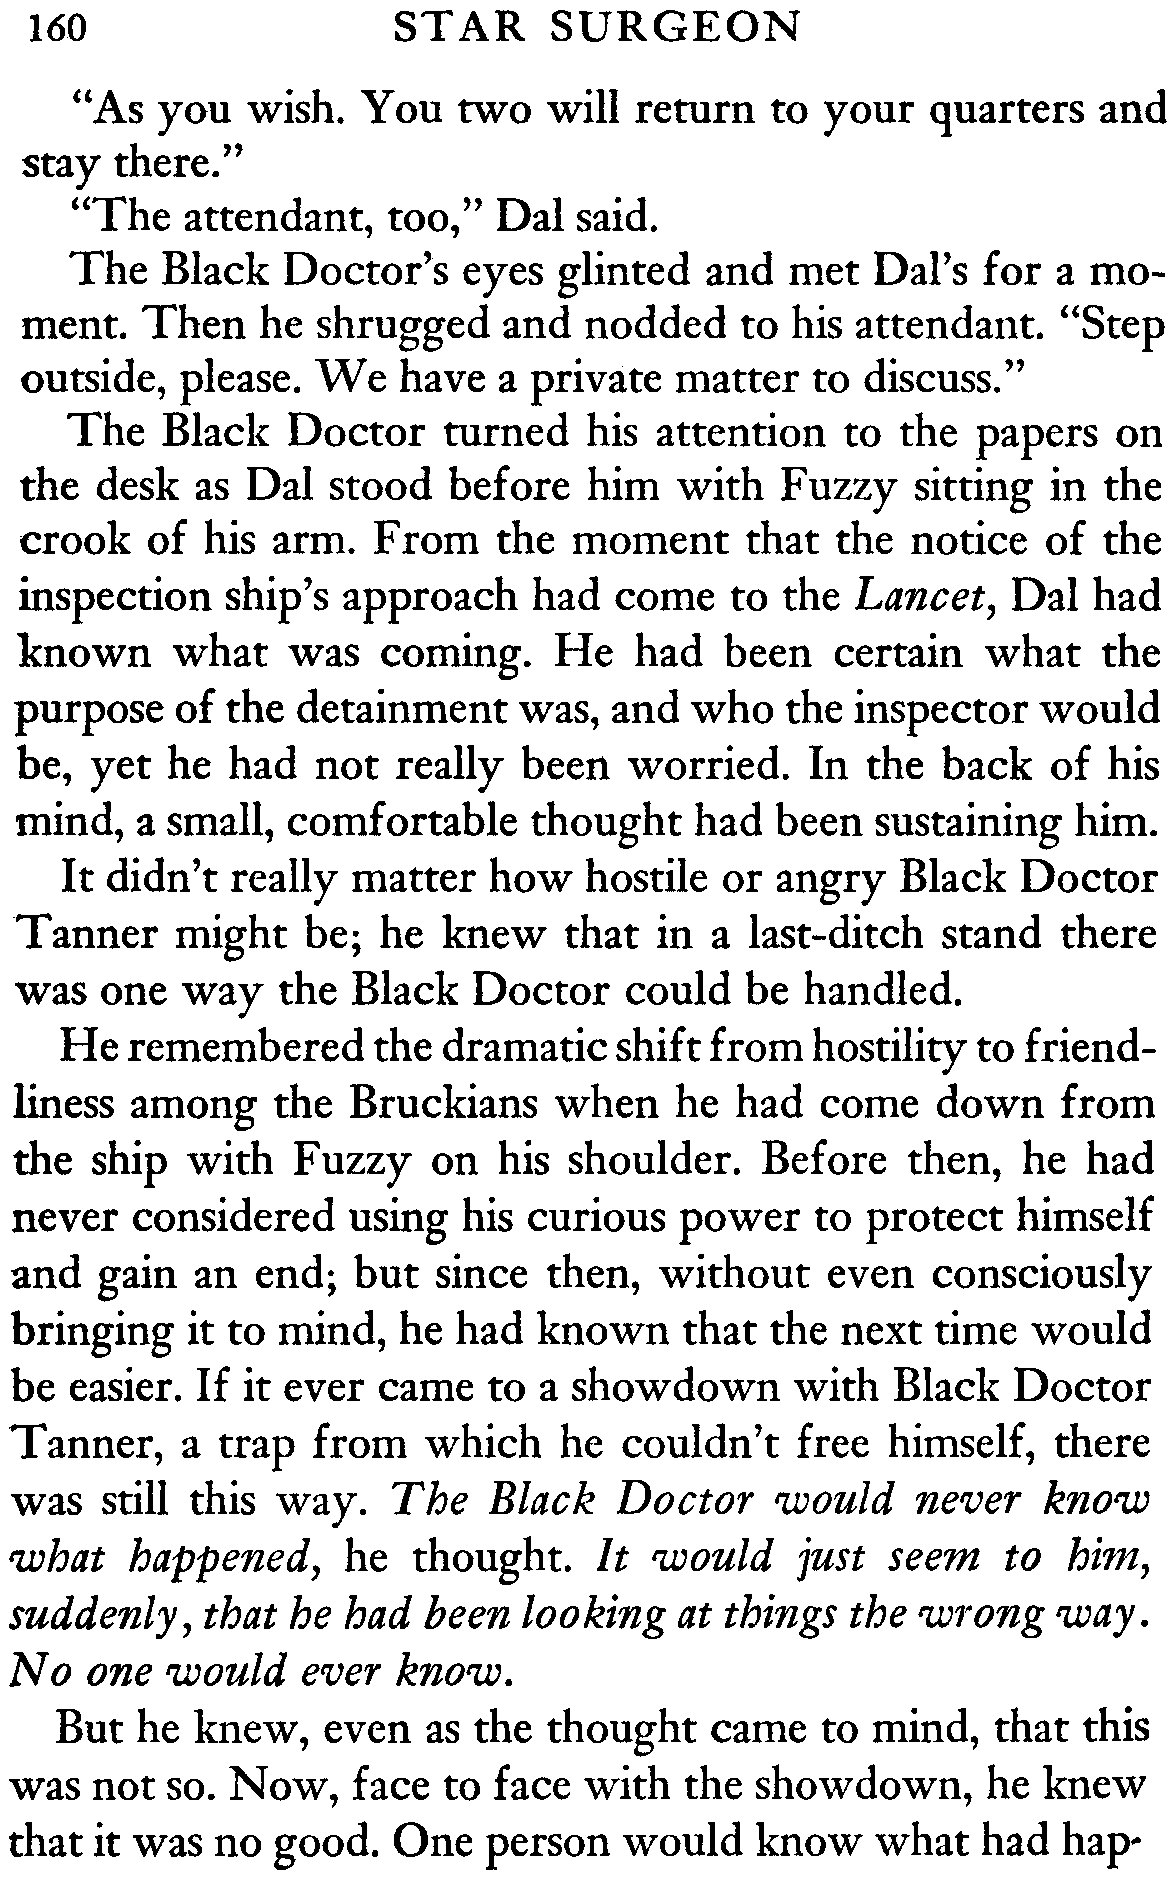 160 STAR SURGEON
“As you wish. You two will return to your quarters and
stay there.”
“The attendant, too,” Dal said.
The Black Doctor’s eyes glinted and met Dal’s for a mo-
ment. Then he shrugged and nodded to his attendant. “Step
outside, please. We have a private matter to discuss.”
The Black Doctor turned his attention to the papers on
the desk as Dal stood before him with Fuzzy sitting in the
crook of his arm. From the moment that the notice of the
inspection ship’s approach had come to the Lancet, Dal had
known what was coming. He had been certain what the
purpose of the detainment was, and who the inspector would
be, yet he had not really been worried. In the back of his
mind, a small, comfortable thought had been sustaining him.
It didn’t really matter how hostile or angry Black Doctor
Tanner might be; he knew that in a last-ditch stand there
was one way the Black Doctor could be handled.
He remembered the dramatic shift from hostility to friend-
liness among the Bruckians when he had come down from
the ship with Fuzzy on his shoulder. Before then, he had
never considered using his curious power to protect himself
and gain an end; but since then, without even consciously
bringing it to mind, he had known that the next time would
be easier. If it ever came to a showdown with Black Doctor
Tanner, a trap from which he couldn’t free himself, there
was still this way. The Black Doctor would never know
what happened, he thought. It would just seem to him,
suddenly, that he had been looking at things the wrong way.
No one would ever know.
But he knew, even as the thought came to mind, that this
was not so. Now, face to face with the showdown, he knew
that it was no good. One person would know what had hap-